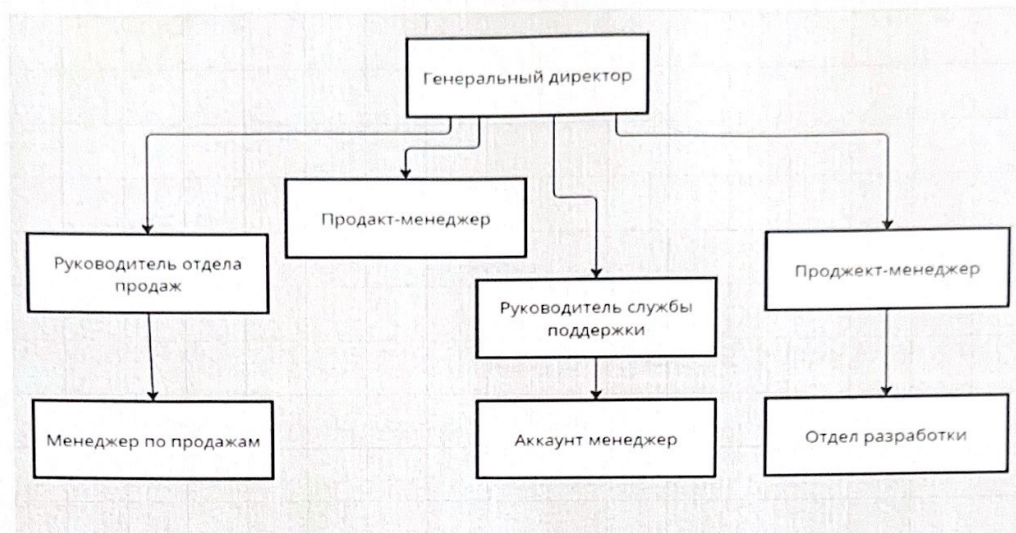 Генеральный директор
Продакт-менеджер
Руководитель отдела
продаж
Проджект-менеджер
Руководитель службы
поддержки
Менеджер по продажам
Аккаунт менеджер
Отдел разработки